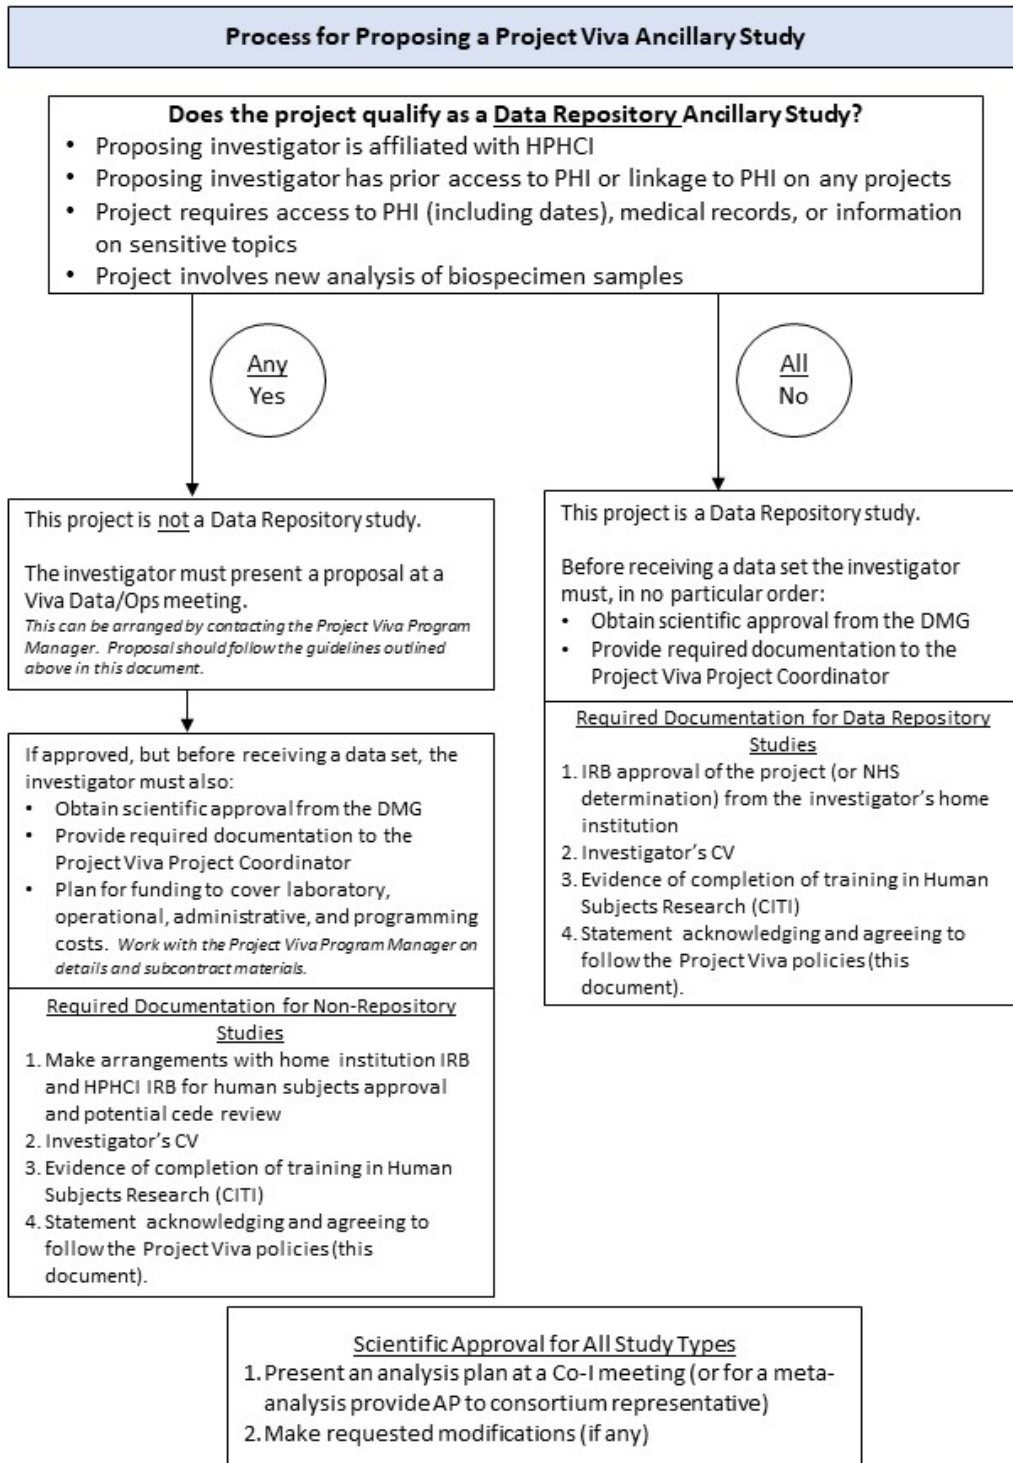 Process for Proposing a Project Viva Ancillary Study
Does the project qualify as a Data Repository Ancillary Study?
• Proposing investigator is affiliated with HPHCI
• Proposing investigator has prior access to PHI or linkage to PHI on any projects
• Project requires access to PHI (including dates), medical records, or information
on sensitive topics
• Project involves new analysis of biospecimen samples
Any
Yes
All
No
This project is not a Data Repository study.
The investigator must present a proposal at a
Viva Data/Ops meeting.
This can be arranged by contacting the Project Viva Program
Manager. Proposal should follow the guidelines outlined
above in this document.
If approved, but before receiving a data set, the
investigator must also:
• Obtain scientific approval from the DMG
• Provide required documentation to the
Project Viva Project Coordinator
• Plan for funding to cover laboratory,
operational, administrative, and programming
costs. Work with the Project Viva Program Manager on
details and subcontract materials.
Required Documentation for Non-Repository
Studies
1. Make arrangements with home institution IRB
and HPHCI IRB for human subjects approval
and potential cede review
2. Investigator's CV
3. Evidence of completion of training in Human
Subjects Research (CITI)
4. Statement acknowledging and agreeing to
follow the Project Viva policies (this
document).
This project is a Data Repository study.
Before receiving a data set the investigator
must, in no particular order:
• Obtain scientific approval from the DMG
• Provide required documentation to the
Project Viva Project Coordinator
Required Documentation for Data Repository
Studies
1. IRB approval of the project (or NHS
determination) from the investigator's home
institution
2. Investigator's CV
3. Evidence of completion of training in Human
Subjects Research (CITI)
4. Statement acknowledging and agreeing to
follow the Project Viva policies (this
document).
Scientific Approval for All Study Types
1. Present an analysis plan at a Co-I meeting (or for a meta-
analysis provide AP to consortium representative)
2. Make requested modifications (if any)